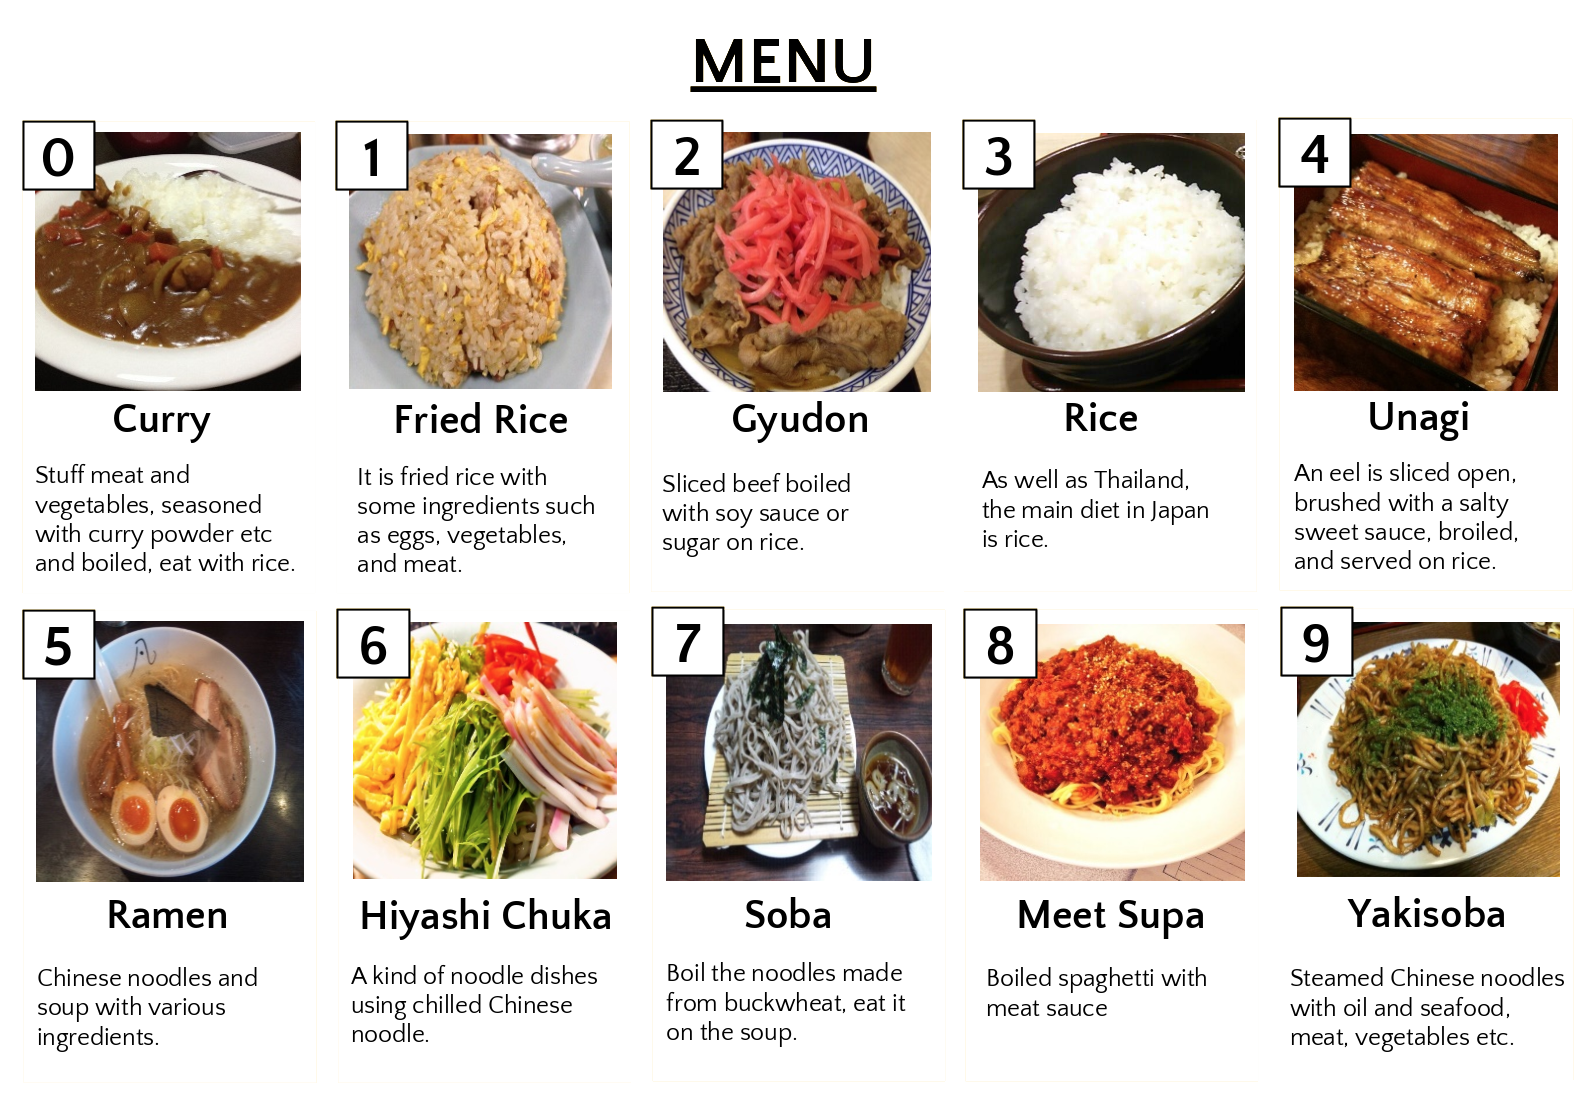 MENU
0
1
2
3
4
Curry
Fried Rice
Gyudon
Rice
Unagi
Stuff meat and
vegetables, seasoned
with curry powder etc
and boiled, eat with rice.
It is fried rice with
some ingredients such
as eggs, vegetables,
and meat.
Sliced beef boiled
with soy sauce or
sugar on rice.
As well as Thailand,
the main diet in Japan
is rice.
An eel is sliced open,
brushed with a salty
sweet sauce, broiled,
and served on rice.
5
6
7
8
9
Ramen
Hiyashi Chuka
Soba
Meet Supa
Yakisoba
Chinese noodles and
soup with various
ingredients.
A kind of noodle dishes
using chilled Chinese
noodle.
Boil the noodles made
from buckwheat, eat it
on the soup.
Boiled spaghetti with
meat sauce
Steamed Chinese noodles
with oil and seafood,
meat, vegetables etc.